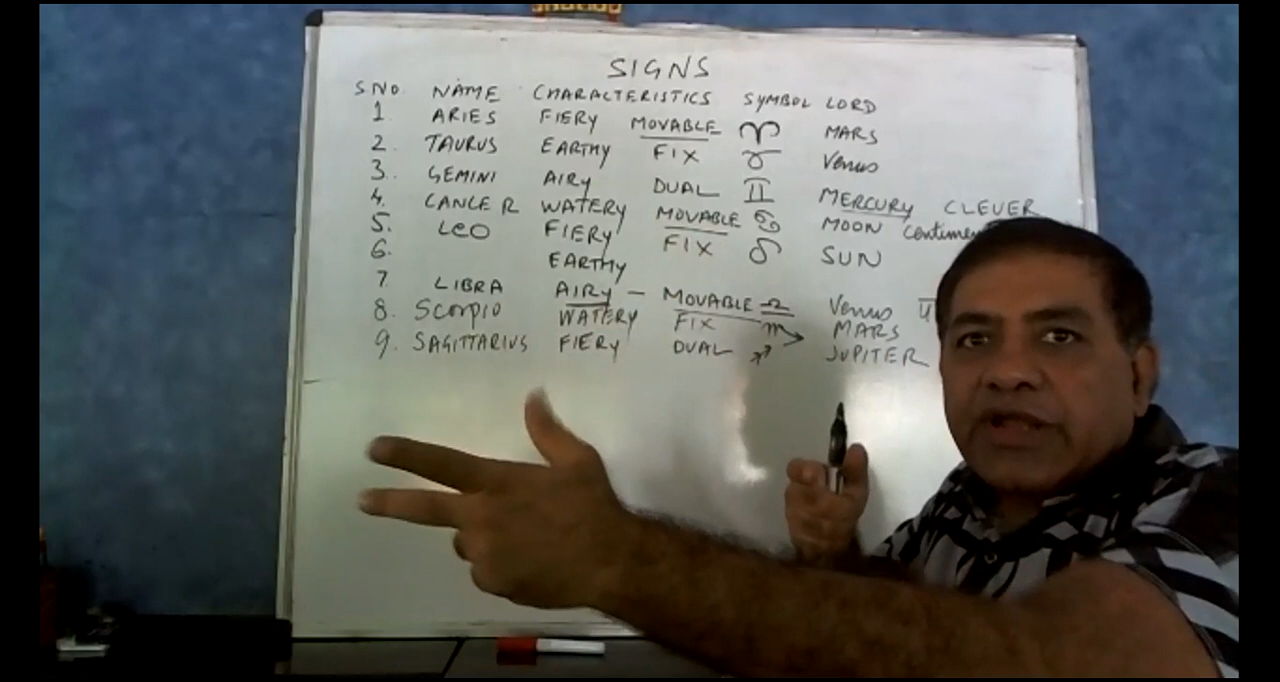 SIGNS
S NO. NAME CHARACTERISTICS SYMBOL LORD
1. ARIES FIERY MOVABLE ♈ MARS
2. TAURUS EARTHY FIX ♉ Venus
3. GEMINI AIRY DUAL ♊ MERCURY CLEVER
4. CANCER WATERY MOVABLE ♋ MOON
5. LEO FIERY FIX ♌ SUN
6. EARTHY
7 LIBRA AIRY - MOVABLE ♎ Venus
8. Scorpio WATERY FIX ♏ MARS
9. SAGITTARIUS FIERY DUAL ♐ JUPITER